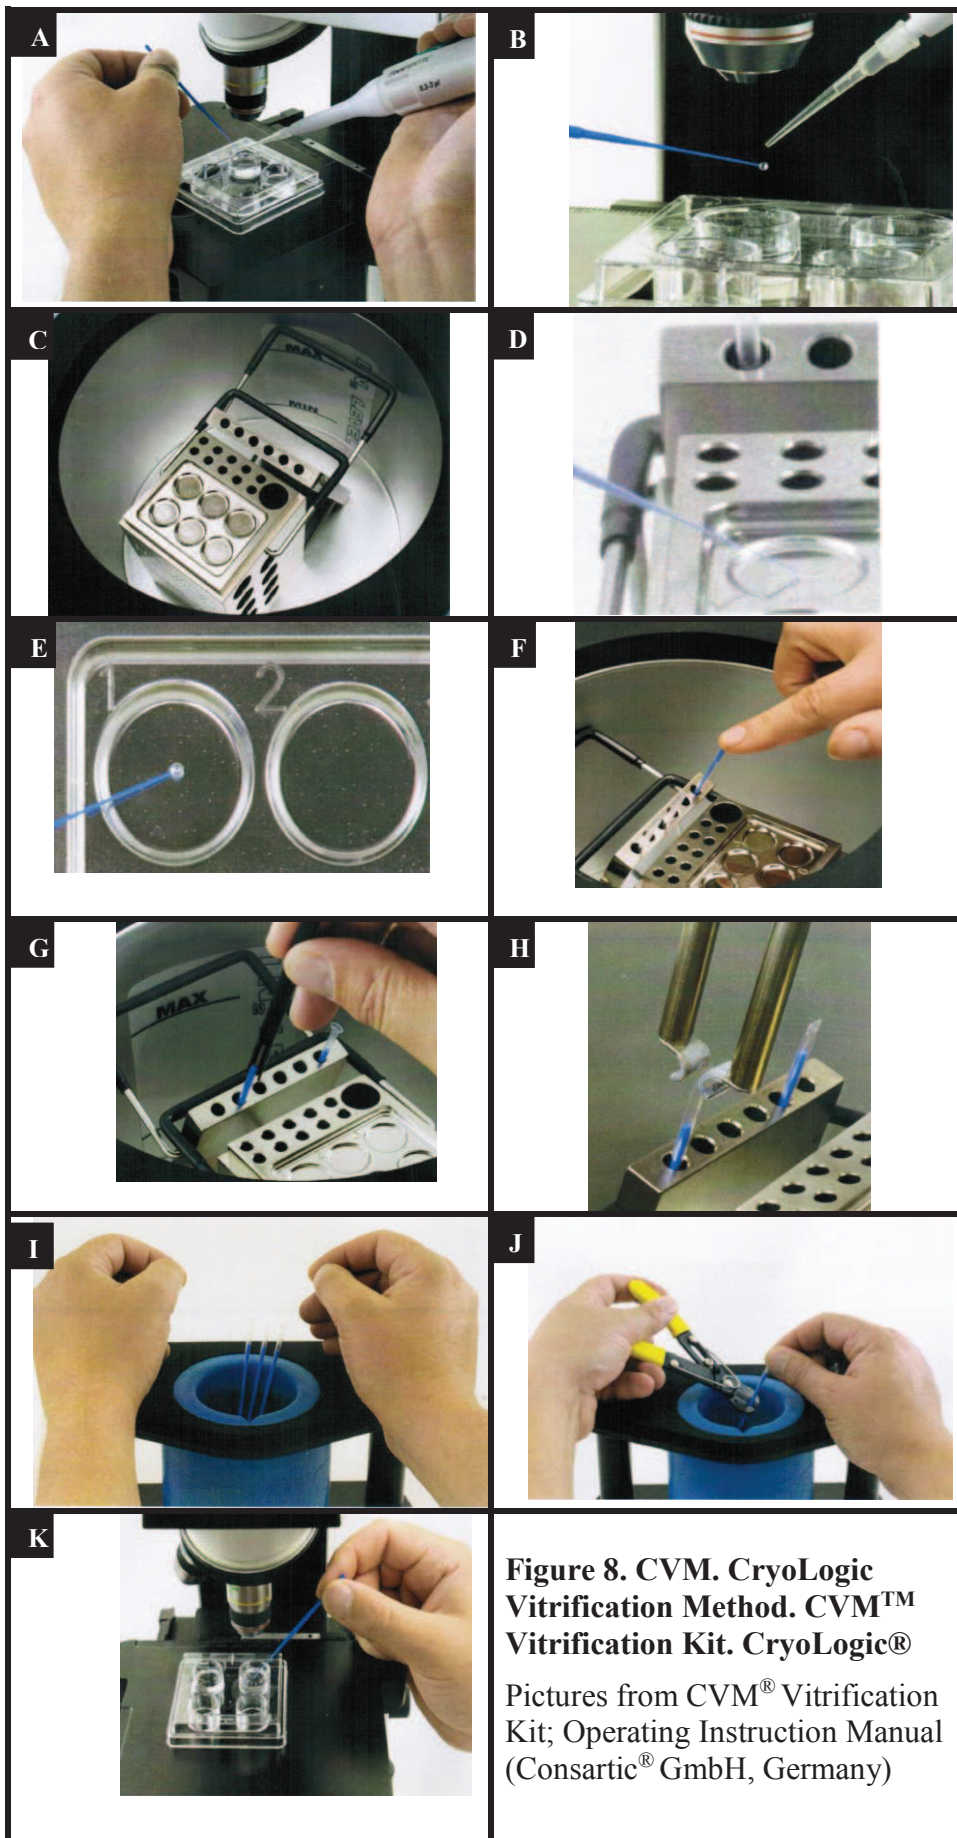 A
B
C
MAX
MIN
D
E
1
2
F
G
MAX
H
I
J
K
Figure 8. CVM. CryoLogic
Vitrification Method. CVM™
Vitrification Kit. CryoLogic®
Pictures from CVM® Vitrification
Kit; Operating Instruction Manual
(Consartic® GmbH, Germany)